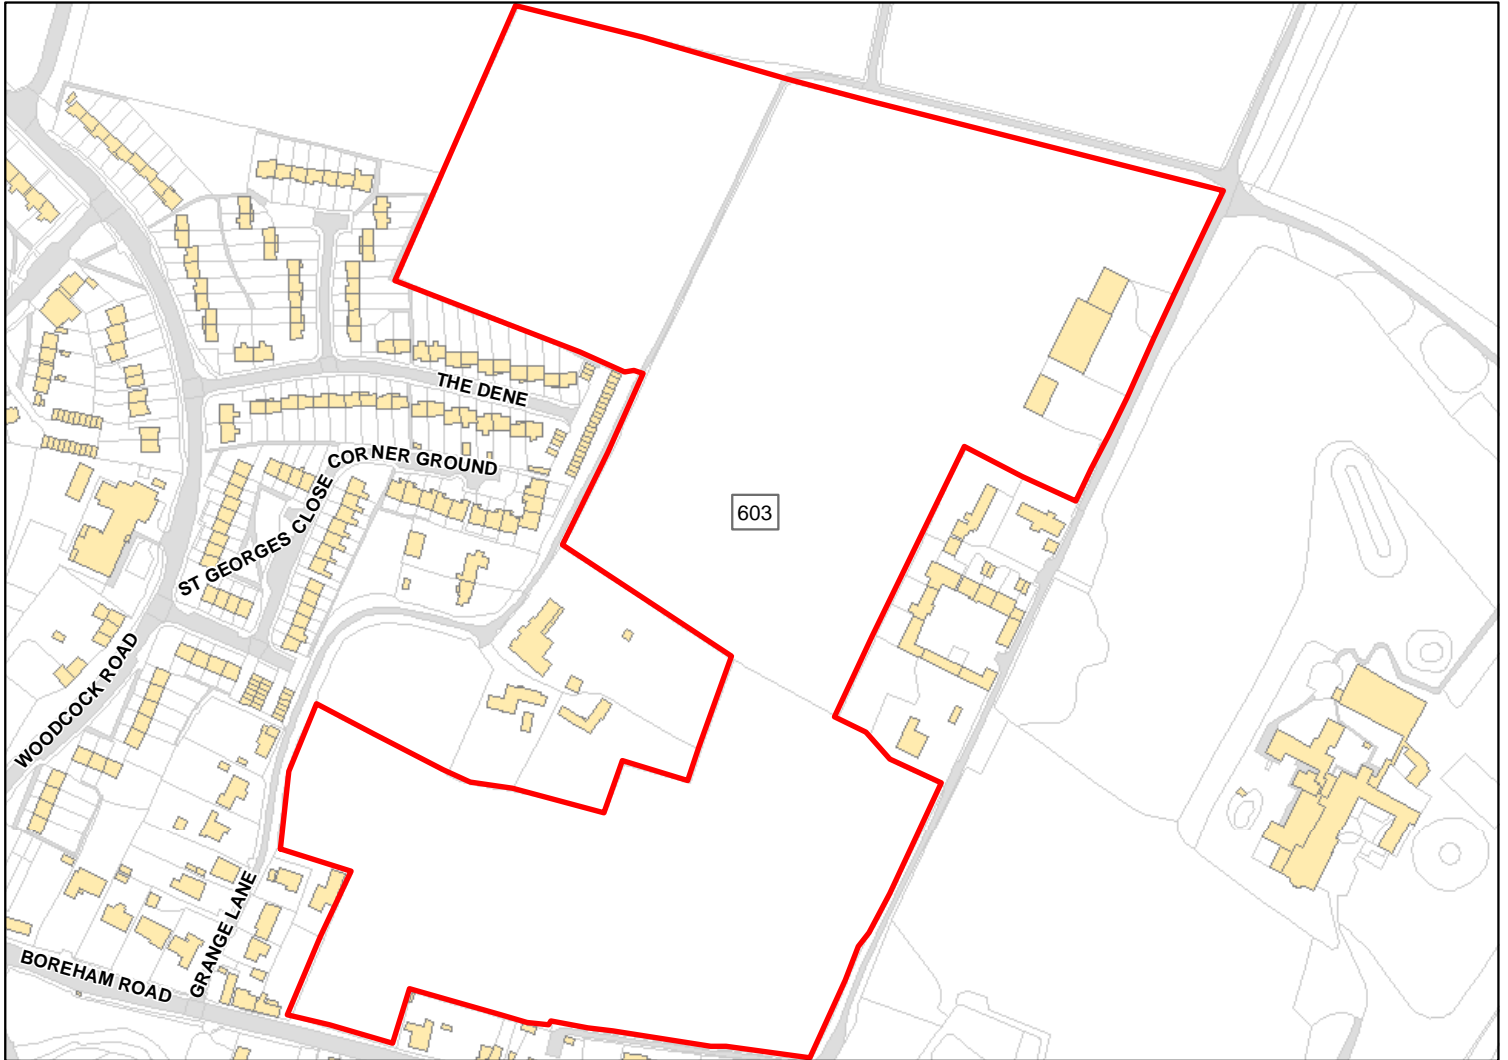 THE DENE
CORNER GROUND
ST GEORGES CLOSE
603
WOODCOCK ROAD
GRANGE LANE
BOREHAM ROAD